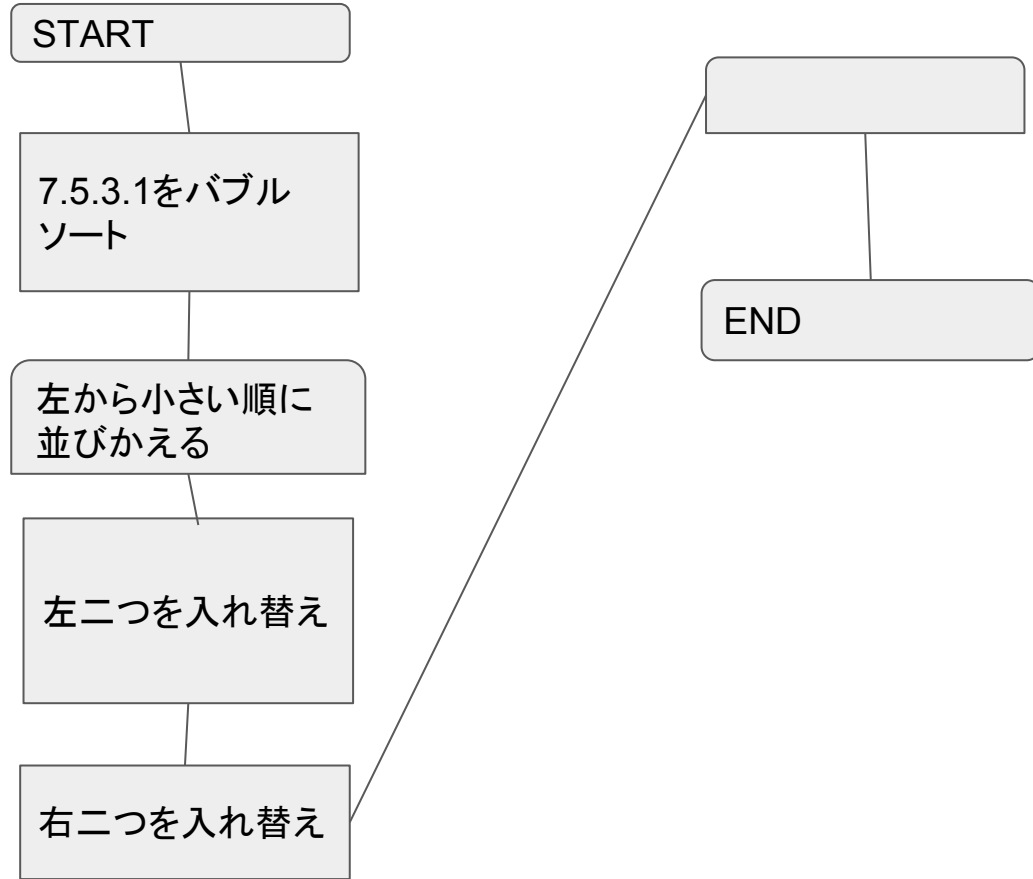 START
7.5.3.1をバブル
ソート
左から小さい順に
並びかえる
左二つを入れ替え
右二つを入れ替え
END